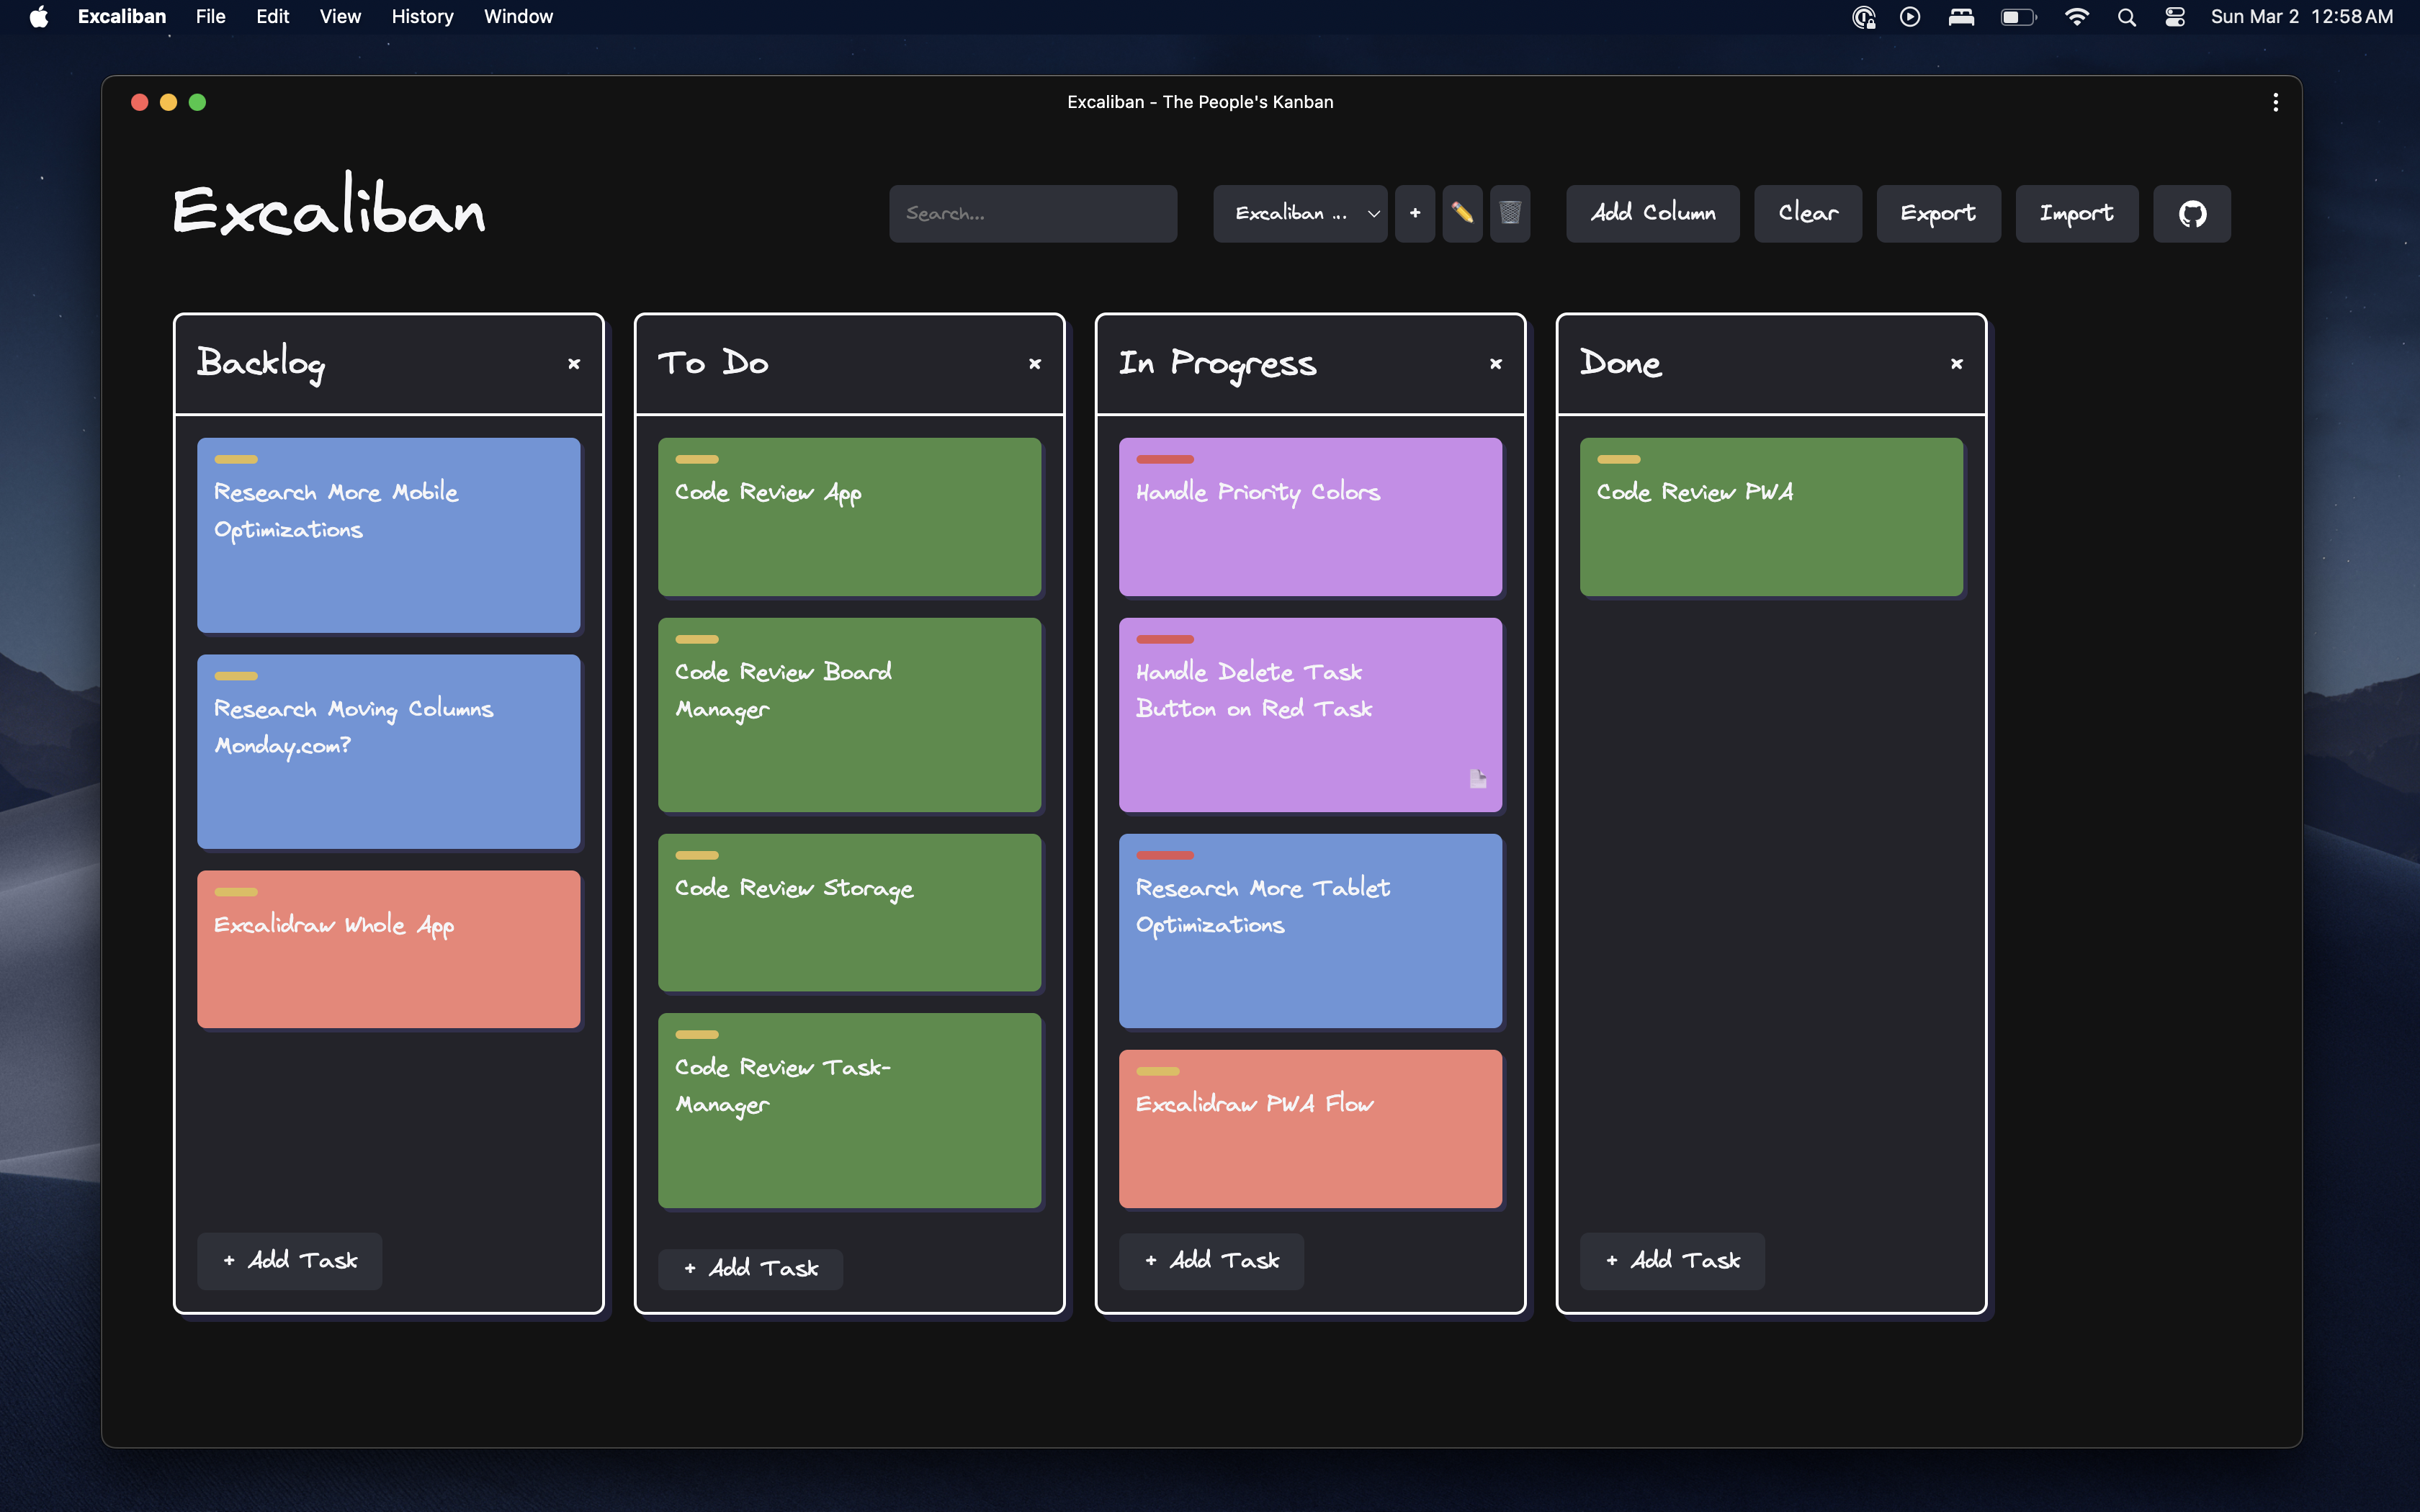 Excaliban File Edit View History Window
Sun Mar 2 12:58 AM
Excaliban - The People's Kanban
Excaliban
Search...
Excaliban ...
+
Add Column
Clear
Export
Import
Backlog ×
Research More Mobile
Optimizations
Research Moving Columns
Monday.com?
Excalidraw Whole App
+ Add Task
To Do ×
Code Review App
Code Review Board
Manager
Code Review Storage
Code Review Task-
Manager
+ Add Task
In Progress ×
Handle Priority Colors
Handle Delete Task
Button on Red Task
Research More Tablet
Optimizations
Excalidraw PWA Flow
+ Add Task
Done ×
Code Review PWA
+ Add Task